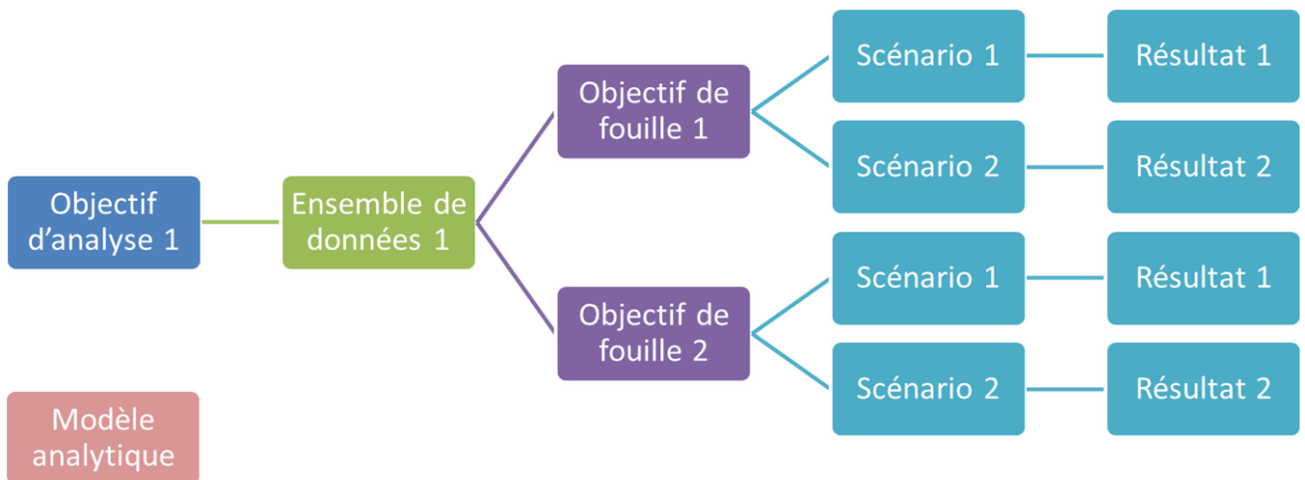 Objectif
d'analyse 1
Ensemble de
données 1
Objectif de
fouille 1
Scénario 1
Résultat 1
Scénario 2
Résultat 2
Objectif de
fouille 2
Scénario 1
Résultat 1
Scénario 2
Résultat 2
Modèle
analytique